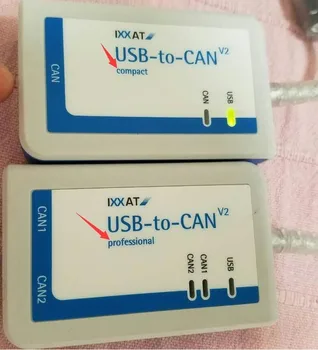 IXXAT
USB-to-CAN V2
compact
CAN
CAN
USB
IXXAT
USB-to-CAN V2
professional
CAN1
CAN2
CAN2
CAN1
USB